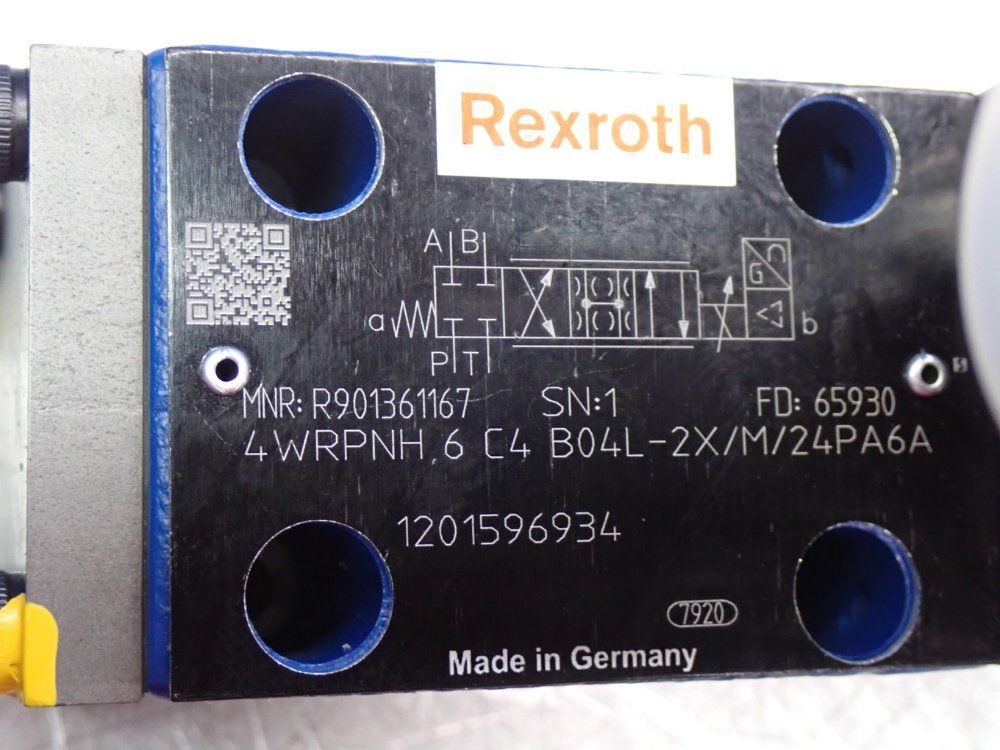 Rexroth
A B
G U
a
b
P T
MNR: R901361167 SN:1 FD: 65930
4WRPNH 6 C4 B04L-2X/M/24PA6A
1201596934
7920
Made in Germany